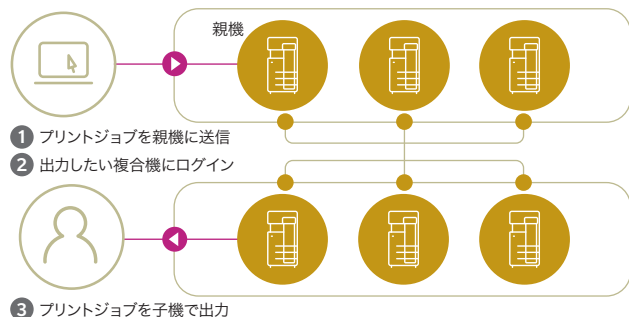 親機
1 プリントジョブを親機に送信
2 出力したい複合機にログイン
3 プリントジョブを子機で出力